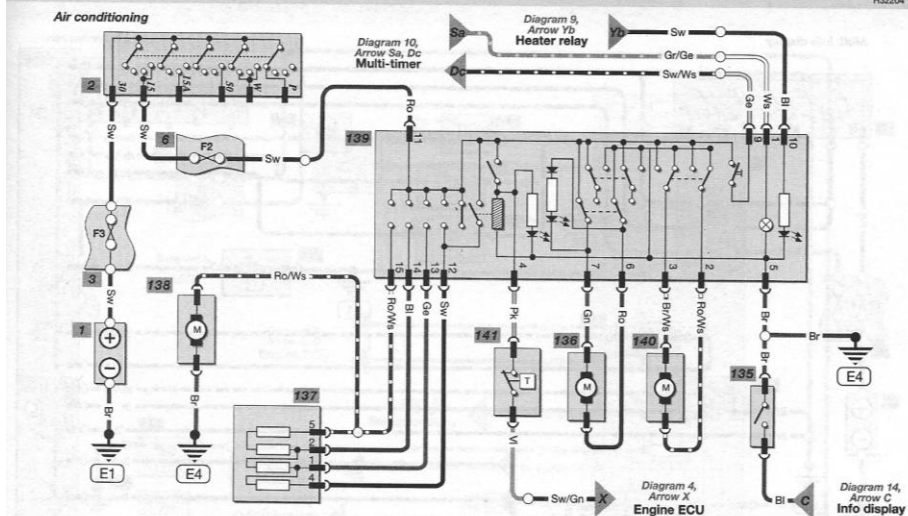 H32204
Air conditioning
Diagram 10,
Arrow Sa, Dc
Multi-timer
Diagram 9,
Arrow Yb
Heater relay
Sa
Dc
Yb
Sw
Gr/Ge
Sw/Ws
Ge
Ws
Bl
2
30
15
15A
50
W
P
Sw
Sw
6
F2
Sw
Ro
139
11
9
1
10
F3
3
Sw
1
Br
E1
138
Ro/Ws
M
Br
E4
15
14
13
12
4
7
6
3
2
5
Ro/Ws
Bl
Ge
Sw
Pk
Gn
Ro
Br/Ws
Ro/Ws
Br
Br
E4
137
5
2
3
4
141
T
Vi
136
M
140
M
135
Br
Sw/Gn
X
Diagram 4,
Arrow X
Engine ECU
Bl
C
Diagram 14,
Arrow C
Info display